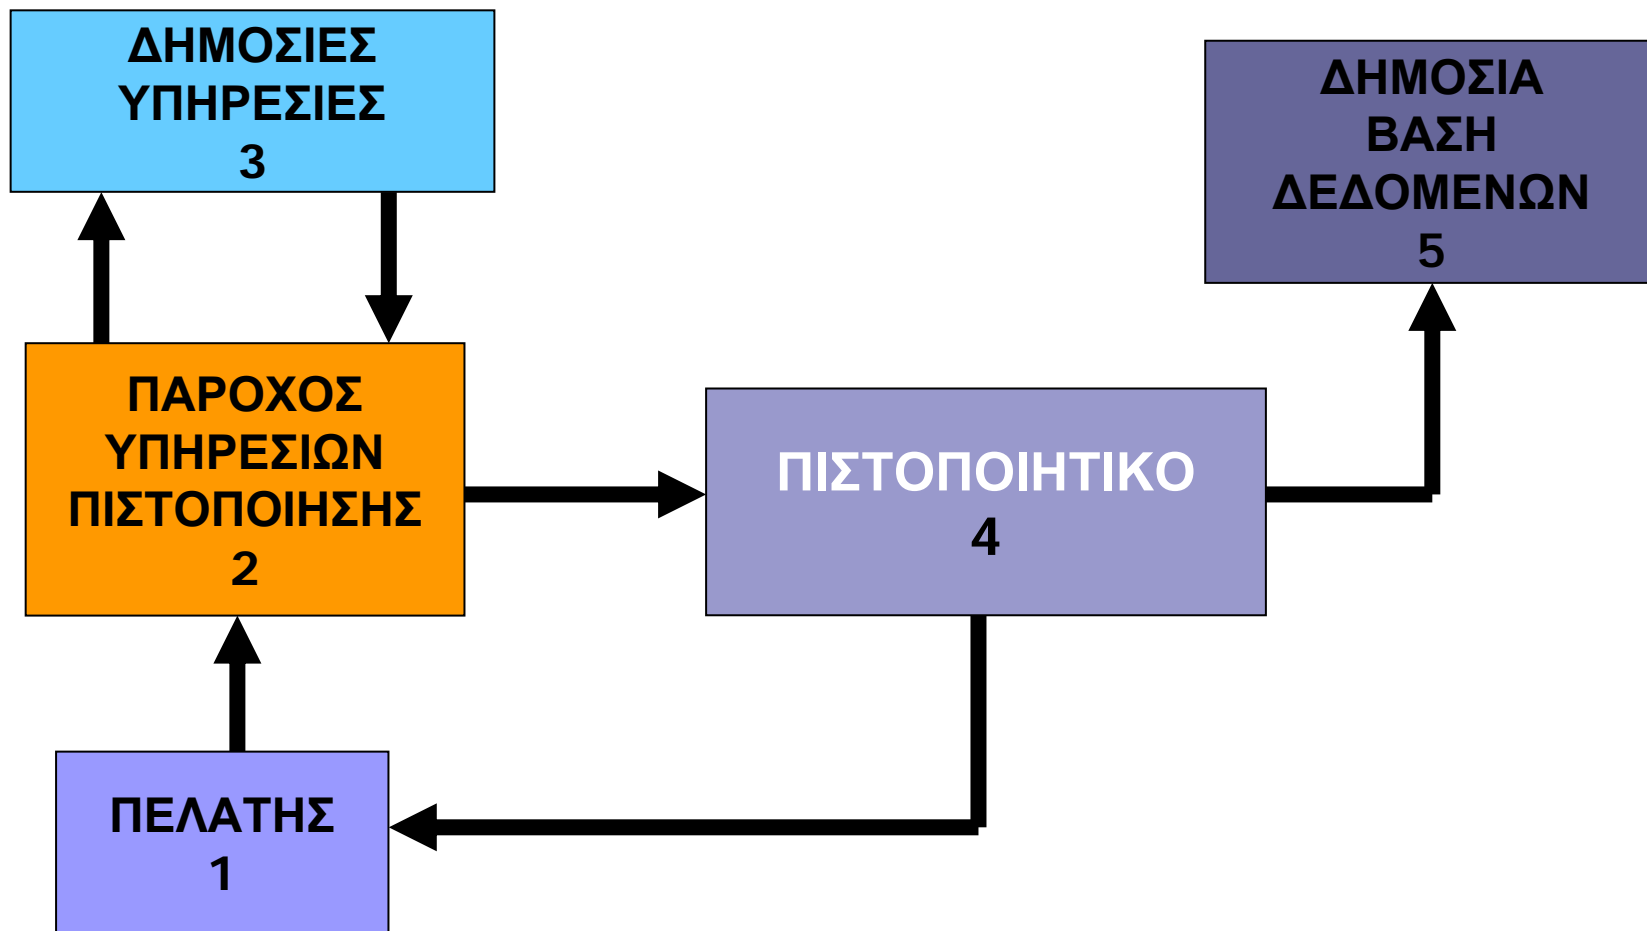 ΔΗΜΟΣΙΕΣ
ΥΠΗΡΕΣΙΕΣ
3
ΔΗΜΟΣΙΑ
ΒΑΣΗ
ΔΕΔΟΜΕΝΩΝ
5
ΠΑΡΟΧΟΣ
ΥΠΗΡΕΣΙΩΝ
ΠΙΣΤΟΠΟΙΗΣΗΣ
2
ΠΙΣΤΟΠΟΙΗΤΙΚΟ
4
ΠΕΛΑΤΗΣ
1